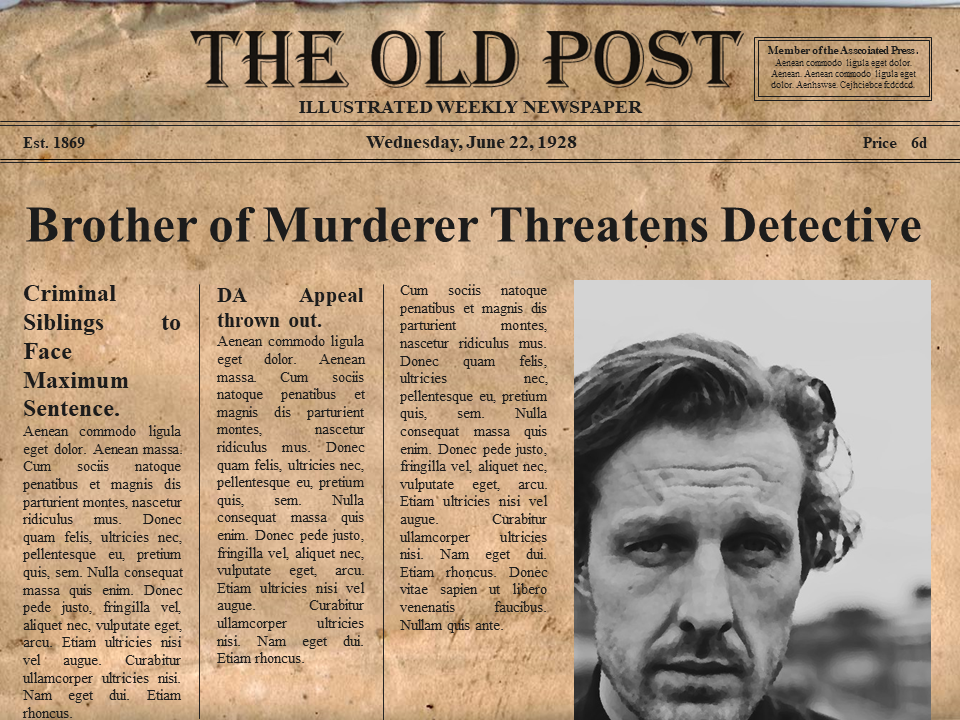 THE OLD POST
ILLUSTRATED WEEKLY NEWSPAPER
Member of the Asscoiated Press.
Aenean commodo ligula eget dolor.
Aenean. Aenean commodo ligula eget
dolor. Aenhswse. Cejhciebce fcdcdcd.
Est. 1869
Wednesday, June 22, 1928
Price 6d
Brother of Murderer Threatens Detective
Criminal
Siblings to
Face
Maximum
Sentence.
Aenean commodo ligula
eget dolor. Aenean massa.
Cum sociis natoque
penatibus et magnis dis
parturient montes, nascetur
ridiculus mus. Donec
quam felis, ultricies nec,
pellentesque eu, pretium
quis, sem. Nulla consequat
massa quis enim. Donec
pede justo, fringilla vel,
aliquet nec, vulputate eget,
arcu. Etiam ultricies nisi
vel augue. Curabitur
ullamcorper ultricies nisi.
Nam eget dui. Etiam
rhoncus.
DA Appeal
thrown out.
Aenean commodo ligula
eget dolor. Aenean
massa. Cum sociis
natoque penatibus et
magnis dis parturient
montes, nascetur
ridiculus mus. Donec
quam felis, ultricies nec,
pellentesque eu, pretium
quis, sem. Nulla
consequat massa quis
enim. Donec pede justo,
fringilla vel, aliquet nec,
vulputate eget, arcu.
Etiam ultricies nisi vel
augue. Curabitur
ullamcorper ultricies
nisi. Nam eget dui.
Etiam rhoncus.
Cum sociis natoque
penatibus et magnis dis
parturient montes,
nascetur ridiculus mus.
Donec quam felis,
ultricies nec,
pellentesque eu, pretium
quis, sem. Nulla
consequat massa quis
enim. Donec pede justo,
fringilla vel, aliquet nec,
vulputate eget, arcu.
Etiam ultricies nisi vel
augue. Curabitur
ullamcorper ultricies
nisi. Nam eget dui.
Etiam rhoncus. Donec
vitae sapien ut libero
venenatis faucibus.
Nullam quis ante.